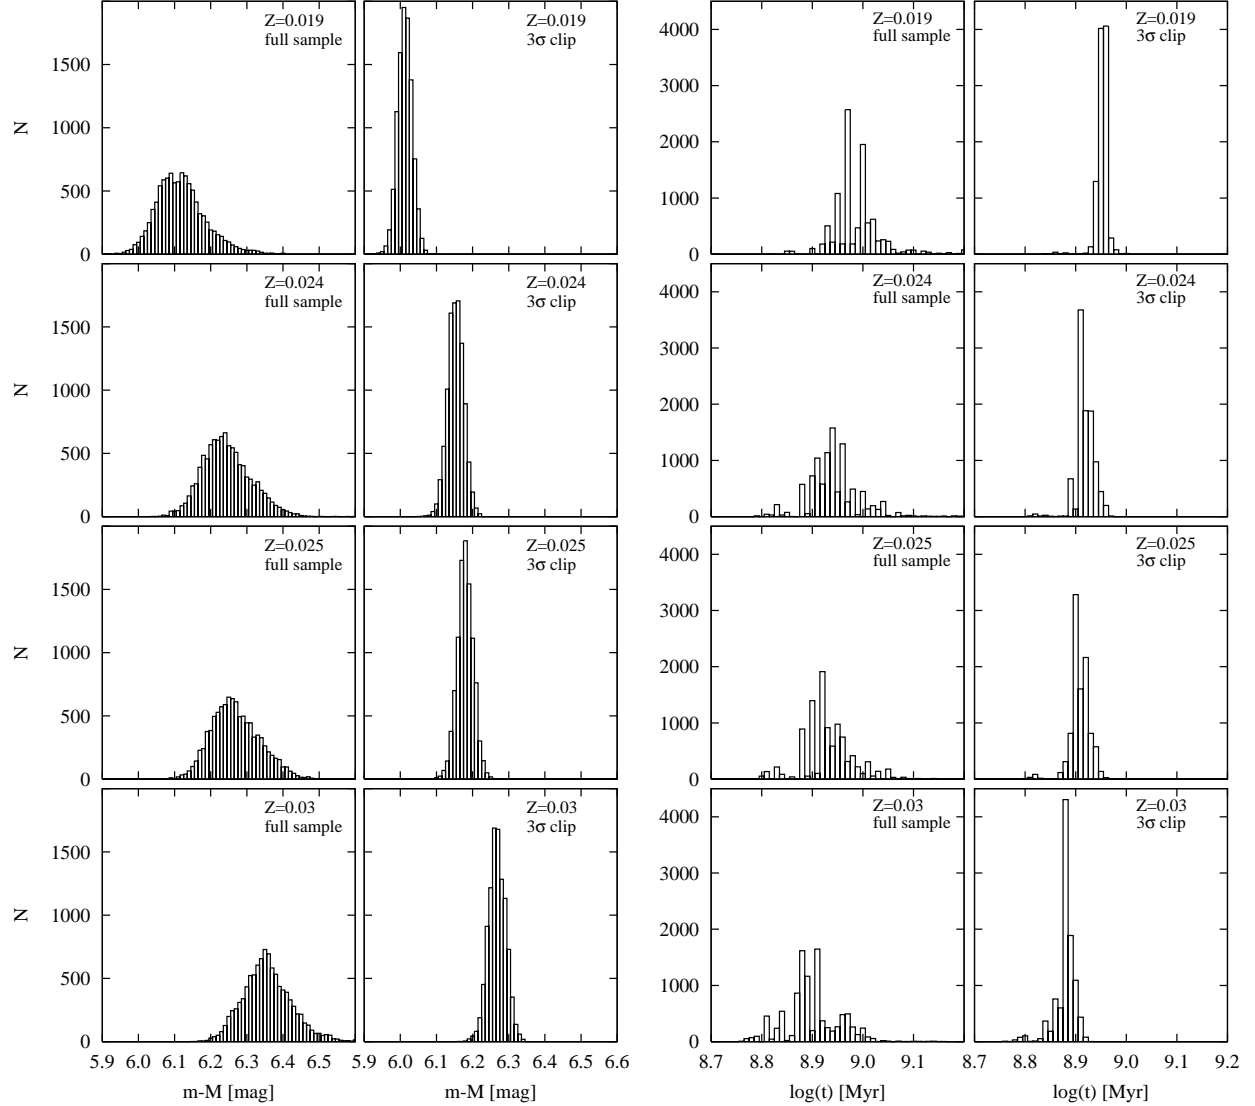 Z=0.019
full sample
Z=0.019
3σ clip
Z=0.019
full sample
Z=0.019
3σ clip
1500
1000
500
0
N
4000
3000
2000
1000
0
Z=0.024
full sample
Z=0.024
3σ clip
Z=0.024
full sample
Z=0.024
3σ clip
1500
1000
500
0
N
4000
3000
2000
1000
0
Z=0.025
full sample
Z=0.025
3σ clip
Z=0.025
full sample
Z=0.025
3σ clip
1500
1000
500
0
N
4000
3000
2000
1000
0
Z=0.03
full sample
Z=0.03
3σ clip
Z=0.03
full sample
Z=0.03
3σ clip
1500
1000
500
0
N
4000
3000
2000
1000
0
5.9 6.0 6.1 6.2 6.3 6.4 6.5 5.9 6.0 6.1 6.2 6.3 6.4 6.5 6.6
8.7 8.8 8.9 9.0 9.1 8.7 8.8 8.9 9.0 9.1 9.2
m-M [mag]
m-M [mag]
log(t) [Myr]
log(t) [Myr]